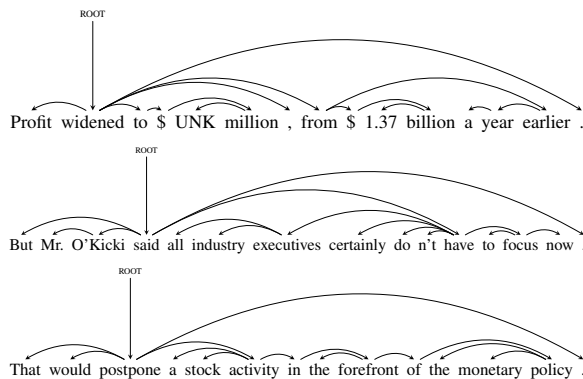 ROOT
Profit widened to $ UNK million , from $ 1.37 billion a year earlier .
ROOT
But Mr. O'Kicki said all industry executives certainly do n't have to focus now .
ROOT
That would postpone a stock activity in the forefront of the monetary policy .